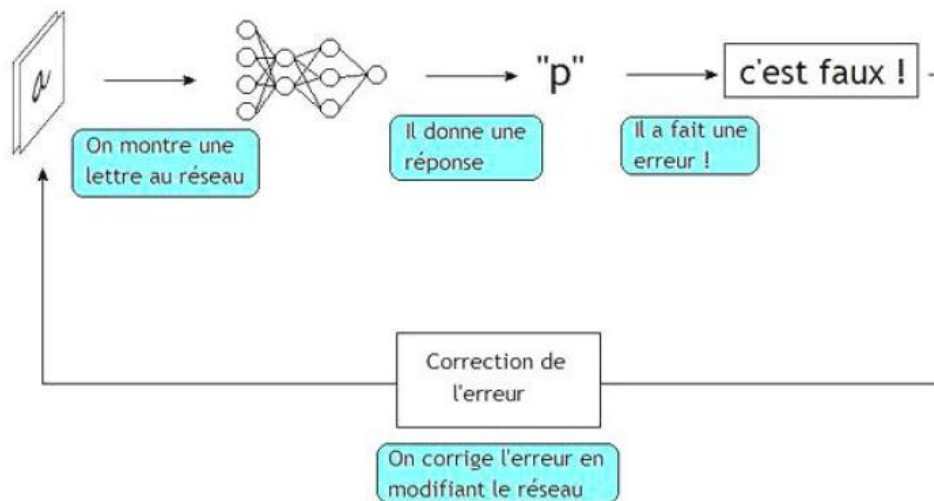 a
"p"
c'est faux !
On montre une
lettre au réseau
Il donne une
réponse
Il a fait une
erreur !
Correction de
l'erreur
On corrige l'erreur en
modifiant le réseau